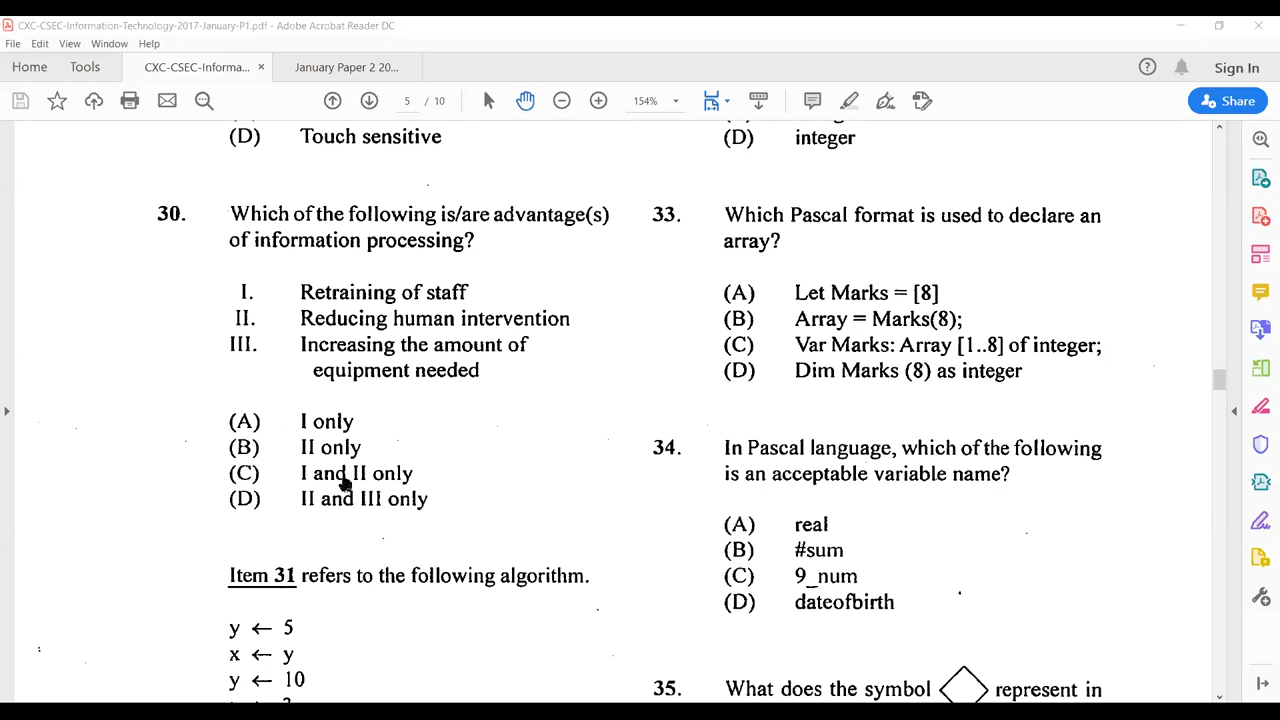 CXC-CSEC-Information-Technology-2017-January-P1.pdf - Adobe Acrobat Reader DC
File Edit View Window Help
Home Tools CXC-CSEC-Informa... × January Paper 2 20... Sign In
5 / 10 154% Share
(D) Touch sensitive
30. Which of the following is/are advantage(s)
of information processing?
I. Retraining of staff
II. Reducing human intervention
III. Increasing the amount of
equipment needed
(A) I only
(B) II only
(C) I and II only
(D) II and III only
Item 31 refers to the following algorithm.
y ← 5
x ← y
y ← 10
(D) integer
33. Which Pascal format is used to declare an
array?
(A) Let Marks = [8]
(B) Array = Marks(8);
(C) Var Marks: Array [1..8] of integer;
(D) Dim Marks (8) as integer
34. In Pascal language, which of the following
is an acceptable variable name?
(A) real
(B) #sum
(C) 9_num
(D) dateofbirth
35. What does the symbol represent in